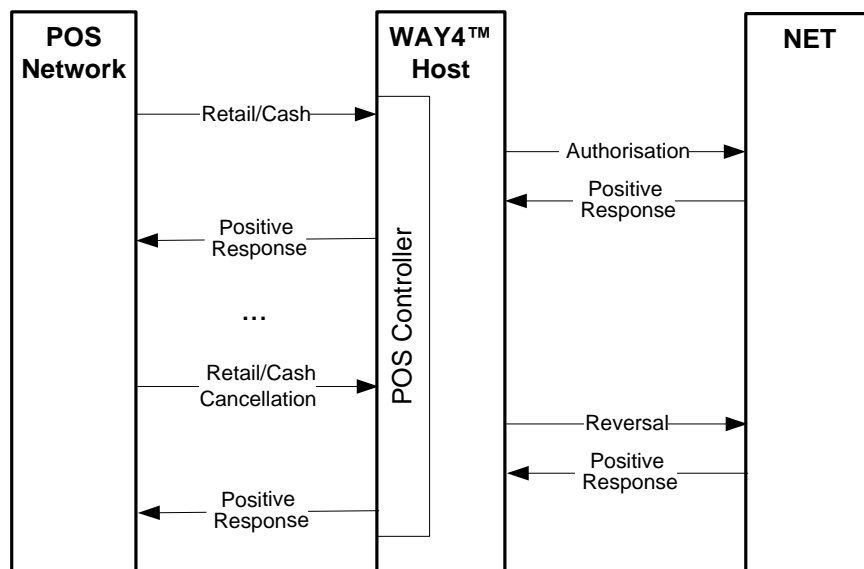 POS
Network
WAY4™
Host
NET
Retail/Cash
Authorisation
Positive
Response
Positive
Response
...
POS Controller
Retail/Cash
Cancellation
Reversal
Positive
Response
Positive
Response